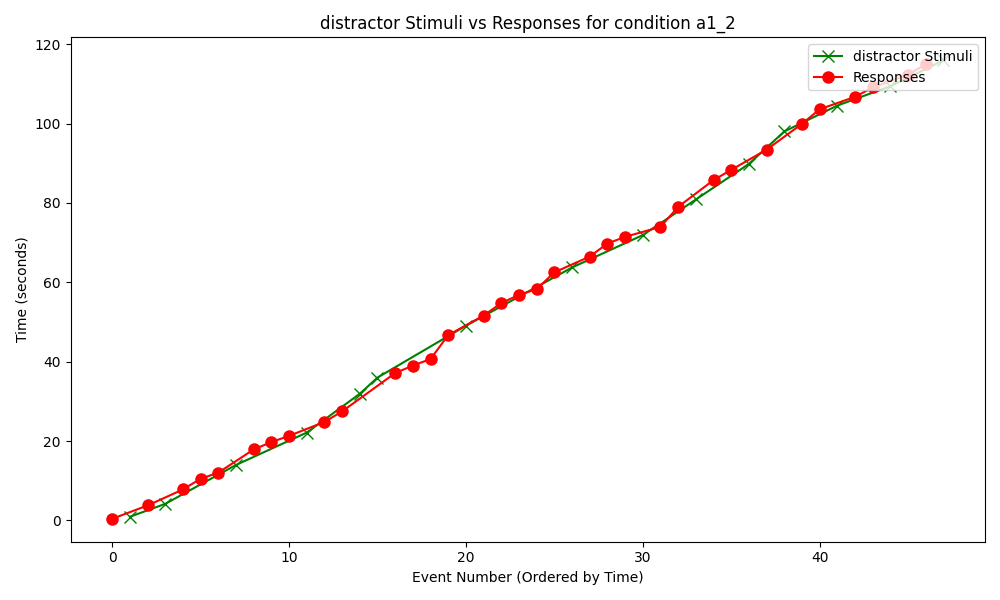 distractor Stimuli vs Responses for condition a1_2
distractor Stimuli
Responses
Time (seconds)
120
100
80
60
40
20
0
0 10 20 30 40
Event Number (Ordered by Time)